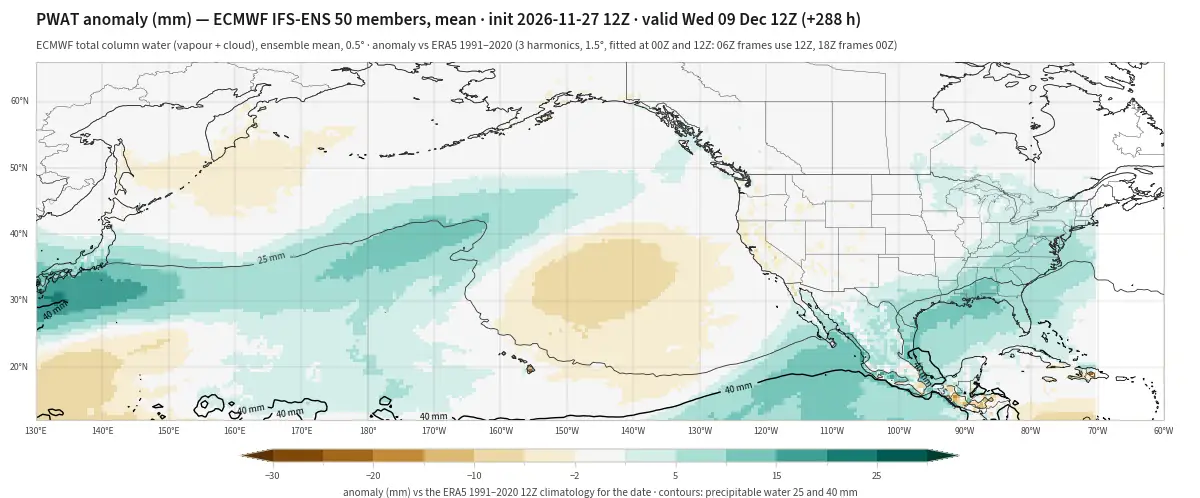 PWAT anomaly (mm) — ECMWF IFS-ENS 50 members, mean · init 2026-11-27 12Z · valid Wed 09 Dec 12Z (+288 h)
ECMWF total column water (vapour + cloud), ensemble mean, 0.5° · anomaly vs ERA5 1991–2020 (3 harmonics, 1.5°, fitted at 00Z and 12Z: 06Z frames use 12Z, 18Z frames 00Z)
60°N
50°N
40°N
30°N
20°N
25 mm
40 mm
40 mm
40 mm
40 mm
40 mm
130°E 140°E 150°E 160°E 170°E 180° 170°W 160°W 150°W 140°W 130°W 120°W 110°W 100°W 90°W 80°W 70°W 60°W
−30 −20 −10 −2 5 15 25
anomaly (mm) vs the ERA5 1991–2020 12Z climatology for the date · contours: precipitable water 25 and 40 mm